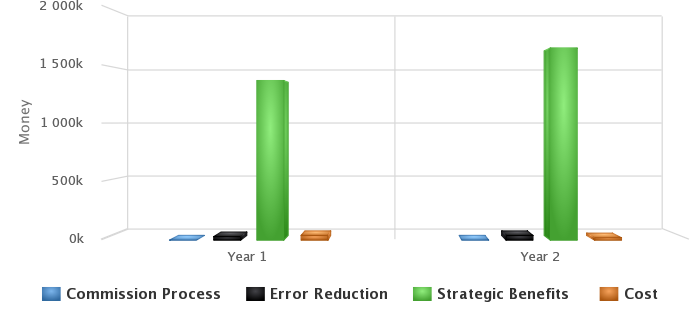 2 000k
1 500k
1 000k
500k
0k
Money
Year 1 Year 2
Commission Process Error Reduction Strategic Benefits Cost